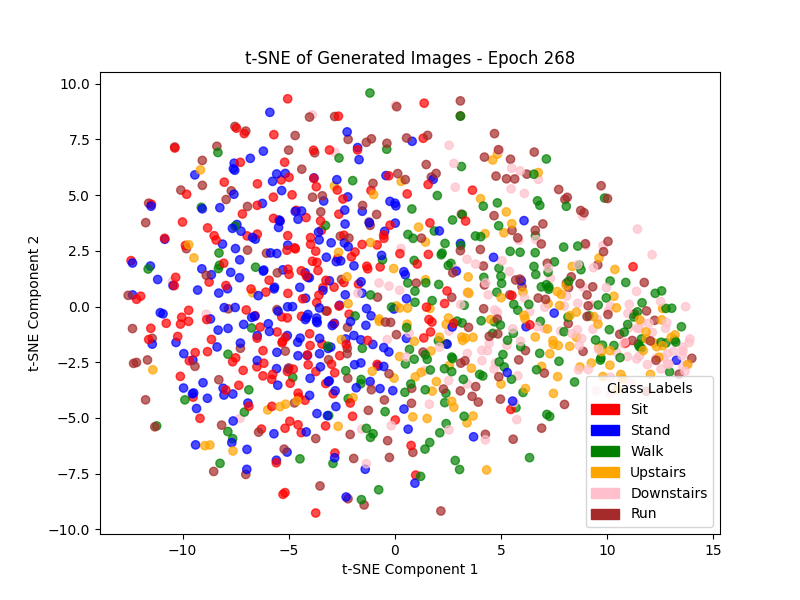 t-SNE of Generated Images - Epoch 268
10.0
7.5
5.0
2.5
0.0
−2.5
−5.0
−7.5
−10.0
t-SNE Component 2
−10
−5
0
5
10
15
t-SNE Component 1
Class Labels
Sit
Stand
Walk
Upstairs
Downstairs
Run